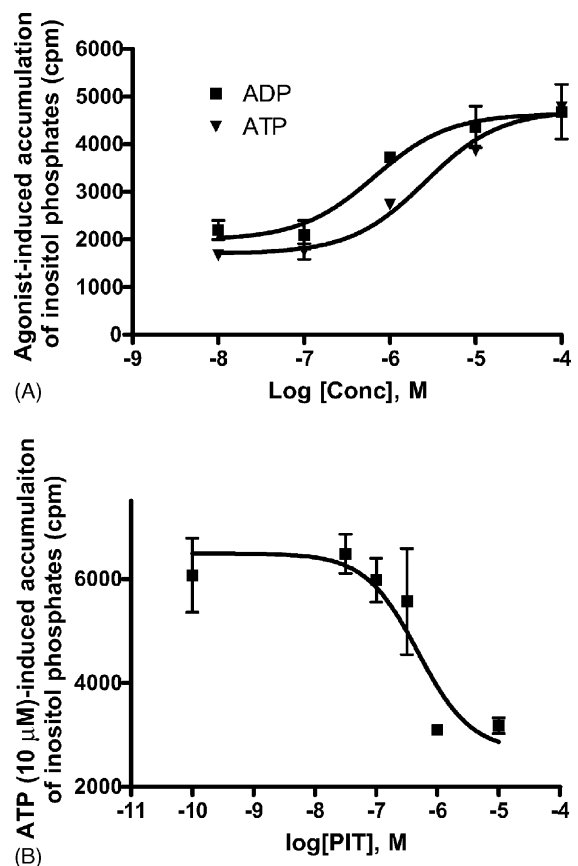 Agonist-induced accumulation
of inositol phosphates (cpm)
6000
5000
4000
3000
2000
1000
0
ADP
ATP
-9 -8 -7 -6 -5 -4
Log [Conc], M
(A)
ATP (10 μM)-induced accumulaiton
of inositol phosphates (cpm)
6000
4000
2000
-11 -10 -9 -8 -7 -6 -5 -4
log[PIT], M
(B)